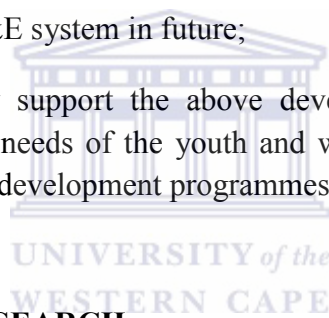 E system in future;
support the above deve
needs of the youth and w
development programmes
UNIVERSITY of the
WESTERN CAPE